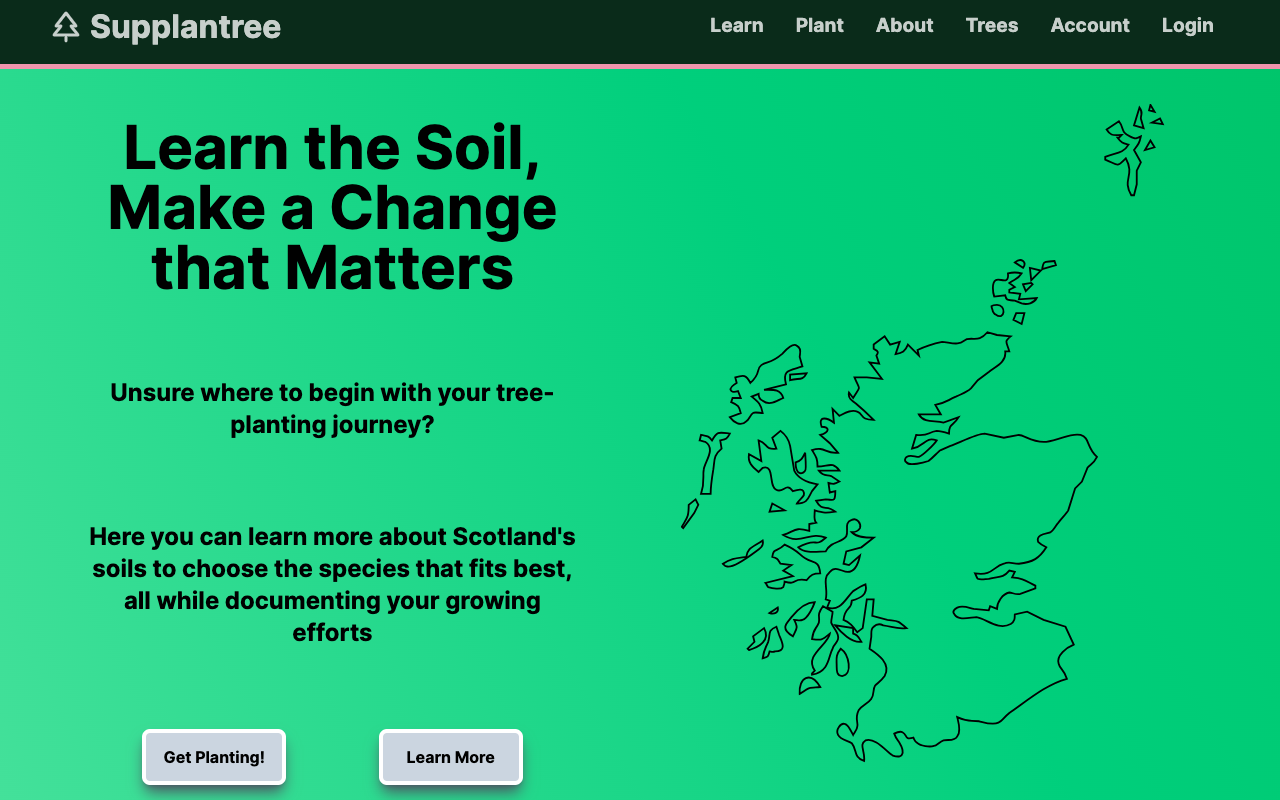 Supplantree
Learn Plant About Trees Account Login
Learn the Soil,
Make a Change
that Matters
Unsure where to begin with your tree-
planting journey?
Here you can learn more about Scotland's
soils to choose the species that fits best,
all while documenting your growing
efforts
Get Planting! Learn More